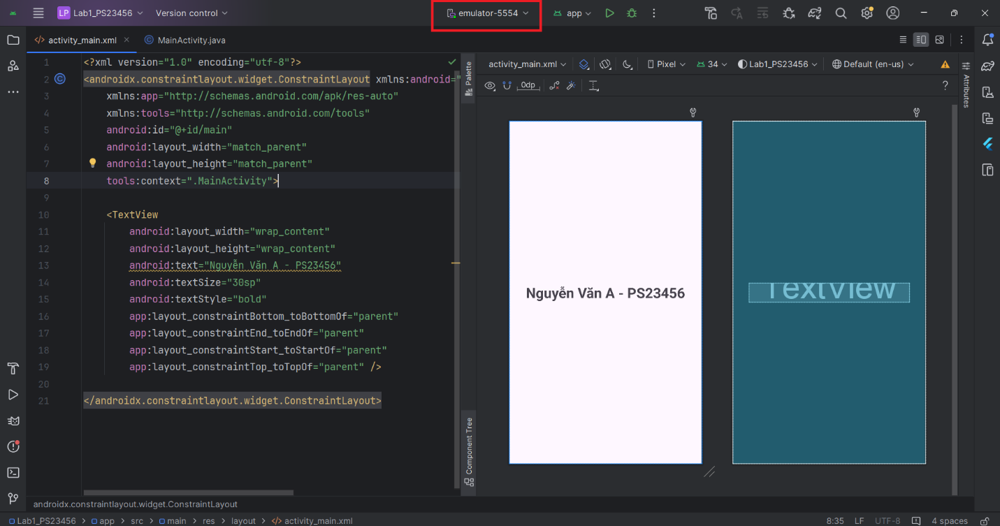 LP Lab1_PS23456 Version control emulator-5554 app
activity_main.xml MainActivity.java
1 <?xml version="1.0" encoding="utf-8"?>
2 <androidx.constraintlayout.widget.ConstraintLayout xmlns:android="
3 xmlns:app="http://schemas.android.com/apk/res-auto"
4 xmlns:tools="http://schemas.android.com/tools"
5 android:id="@+id/main"
6 android:layout_width="match_parent"
7 android:layout_height="match_parent"
8 tools:context=".MainActivity">
9
10 <TextView
11 android:layout_width="wrap_content"
12 android:layout_height="wrap_content"
13 android:text="Nguyễn Văn A - PS23456"
14 android:textSize="30sp"
15 android:textStyle="bold"
16 app:layout_constraintBottom_toBottomOf="parent"
17 app:layout_constraintEnd_toEndOf="parent"
18 app:layout_constraintStart_toStartOf="parent"
19 app:layout_constraintTop_toTopOf="parent" />
20
21 </androidx.constraintlayout.widget.ConstraintLayout>
Palette
Component Tree
activity_main.xml Pixel 34 Lab1_PS23456 Default (en-us)
0dp ?
Attributes
Nguyễn Văn A - PS23456
TextView
androidx.constraintlayout.widget.ConstraintLayout
Lab1_PS23456 > app > src > main > res > layout > activity_main.xml 8:35 LF UTF-8 4 spaces